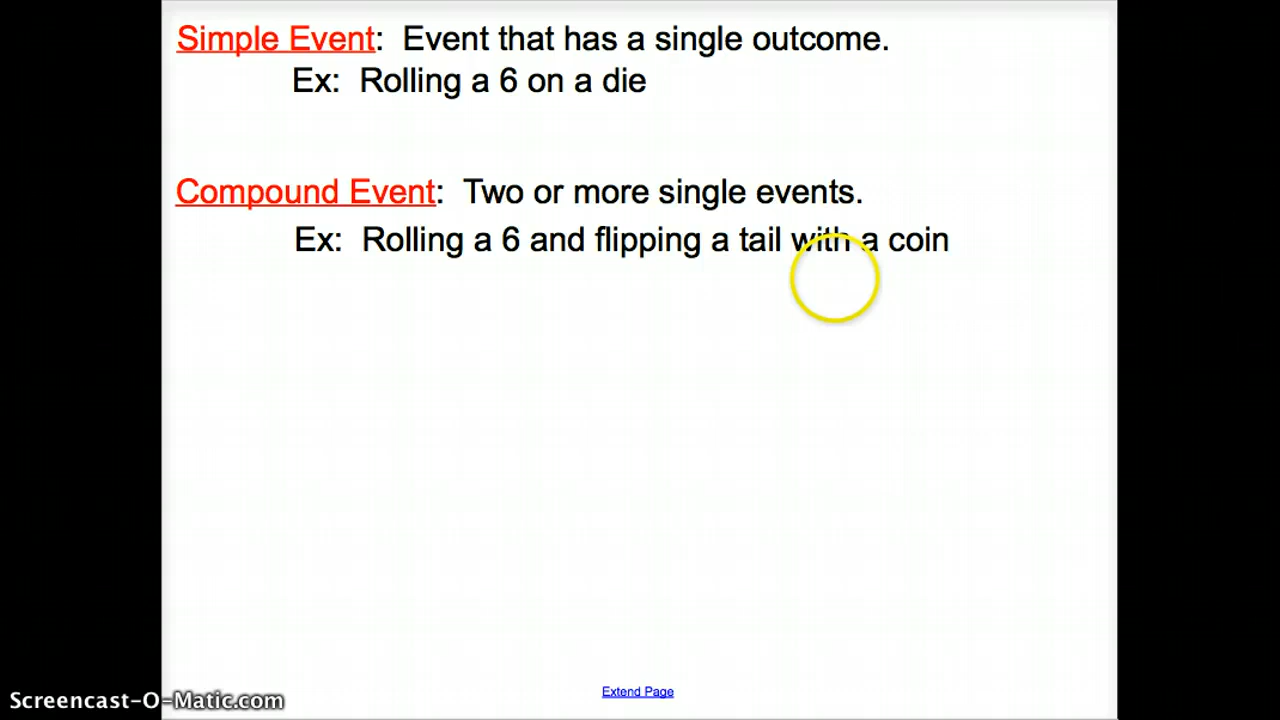 Simple Event:  Event that has a single outcome.
Ex:  Rolling a 6 on a die
Compound Event:  Two or more single events.
Ex:  Rolling a 6 and flipping a tail with a coin
Extend Page
Screencast-O-Matic.com